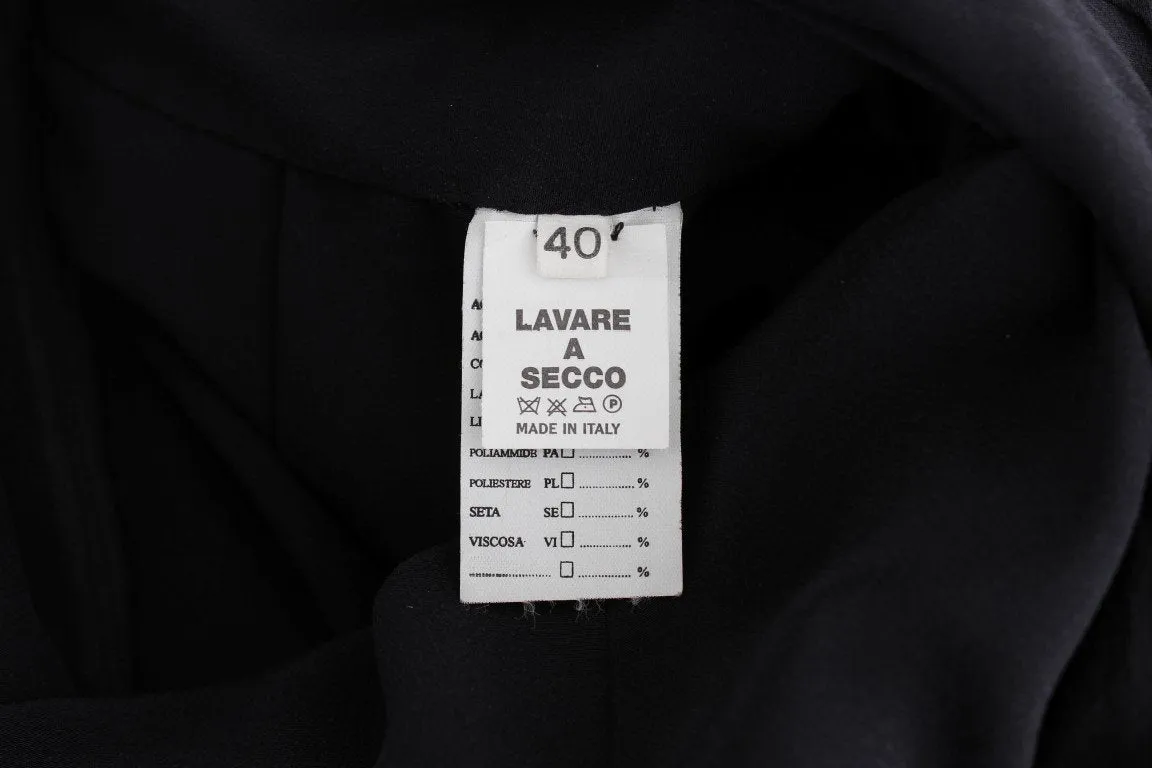 40
LAVARE
A
SECCO
P
MADE IN ITALY
POLIAMMIDE PA ............... %
POLIESTERE PL ............... %
SETA SE ............... %
VISCOSA VI ............... %
............... ............... %